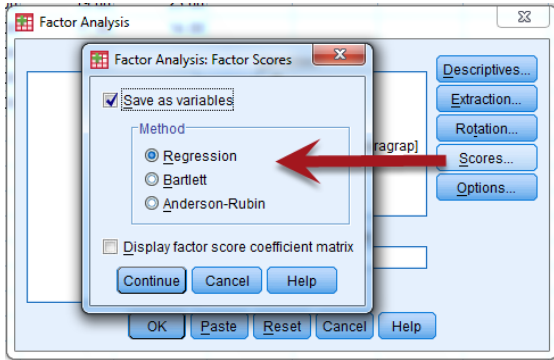 Factor Analysis
Factor Analysis: Factor Scores
Descriptives...
Save as variables
Extraction...
Method
Rotation...
ragrap]
Regression
Scores...
Bartlett
Options...
Anderson-Rubin
Display factor score coefficient matrix
Continue Cancel Help
OK Paste Reset Cancel Help